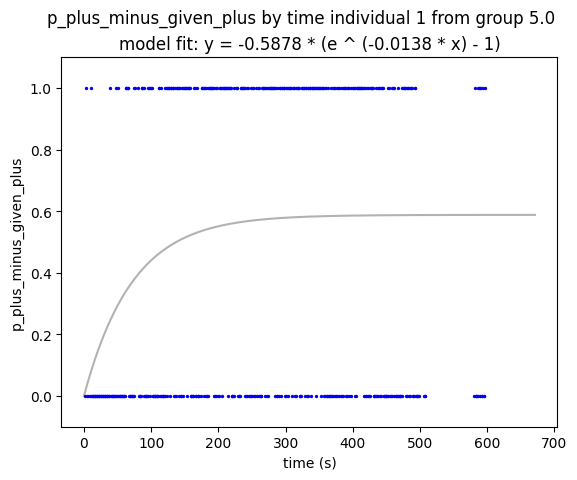 p_plus_minus_given_plus by time individual 1 from group 5.0
model fit: y = -0.5878 * (e ^ (-0.0138 * x) - 1)
p_plus_minus_given_plus
1.0
0.8
0.6
0.4
0.2
0.0
0 100 200 300 400 500 600 700
time (s)